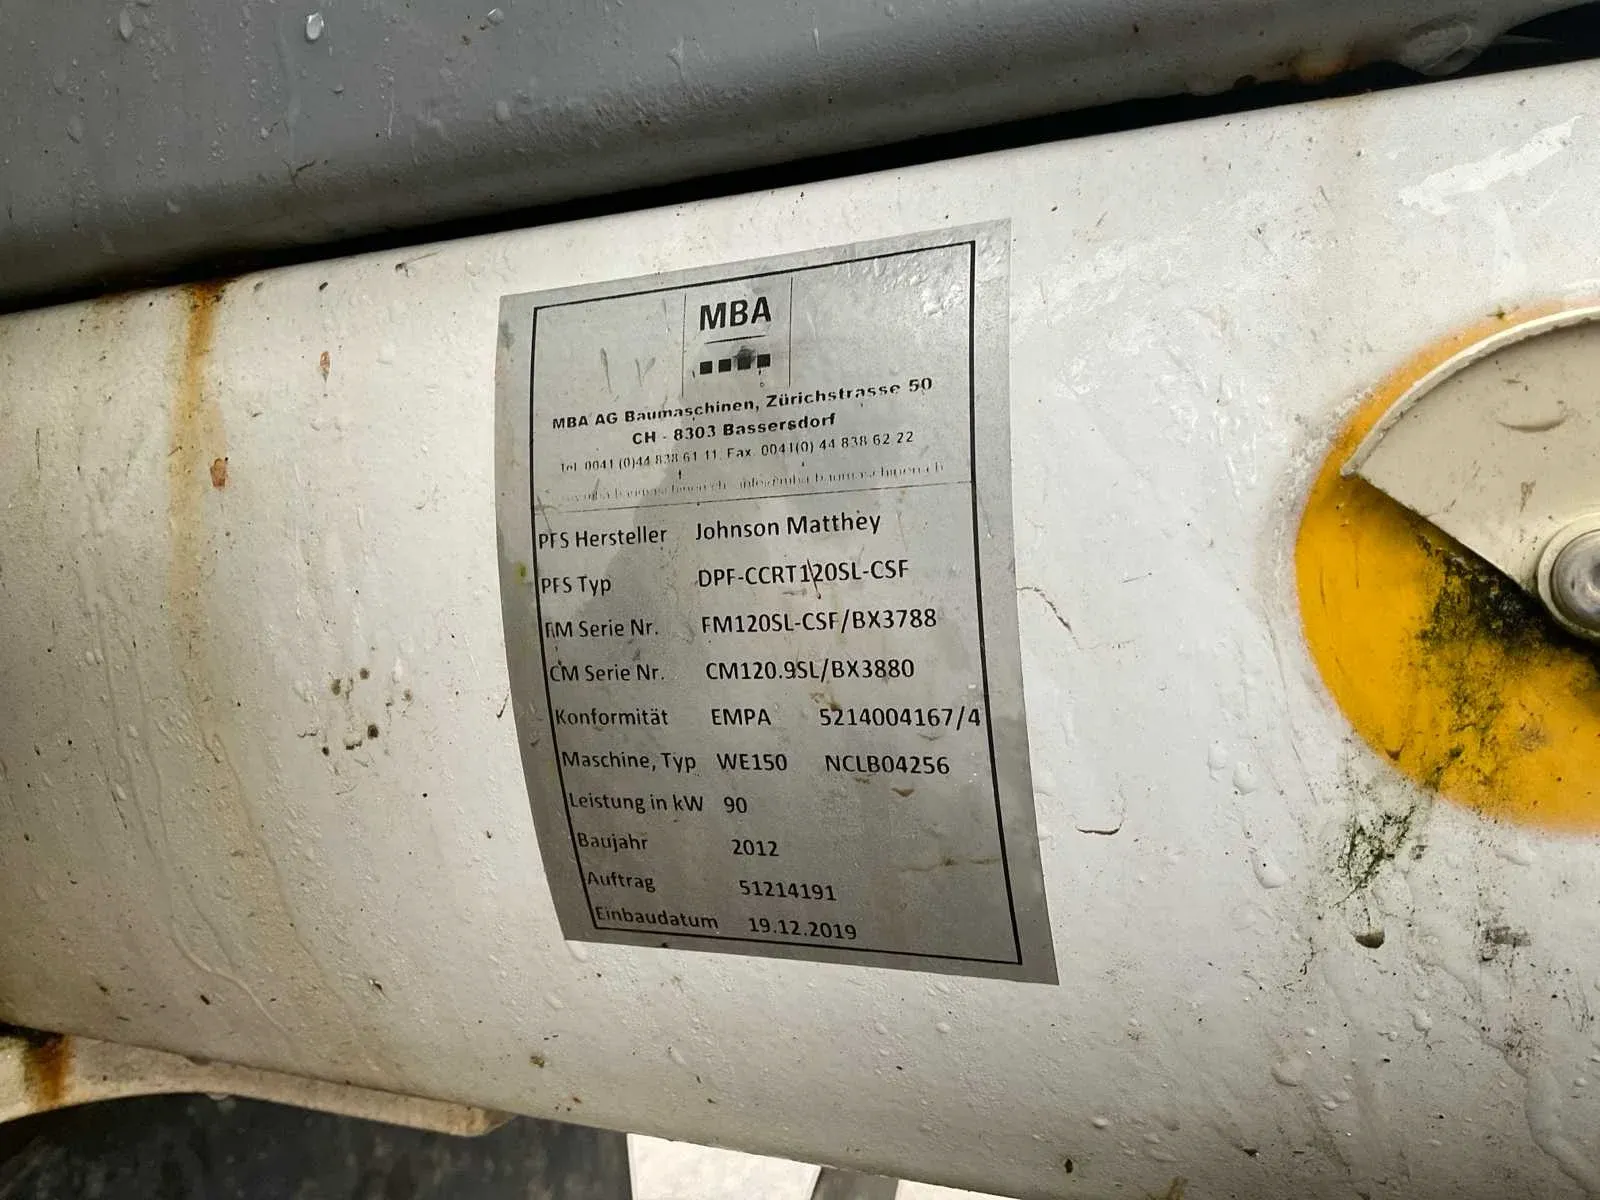 MBA
MBA AG Baumaschinen, Zürichstrasse 50
CH - 8303 Bassersdorf
Tel. 0041 (0)44 838 61 11, Fax. 0041(0) 44 838 62 22
PFS Hersteller Johnson Matthey
PFS Typ DPF-CCRT120SL-CSF
FM Serie Nr. FM120SL-CSF/BX3788
CM Serie Nr. CM120.9SL/BX3880
Konformität EMPA 5214004167/4
Maschine, Typ WE150 NCLB04256
Leistung in kW 90
Baujahr 2012
Auftrag 51214191
Einbaudatum 19.12.2019